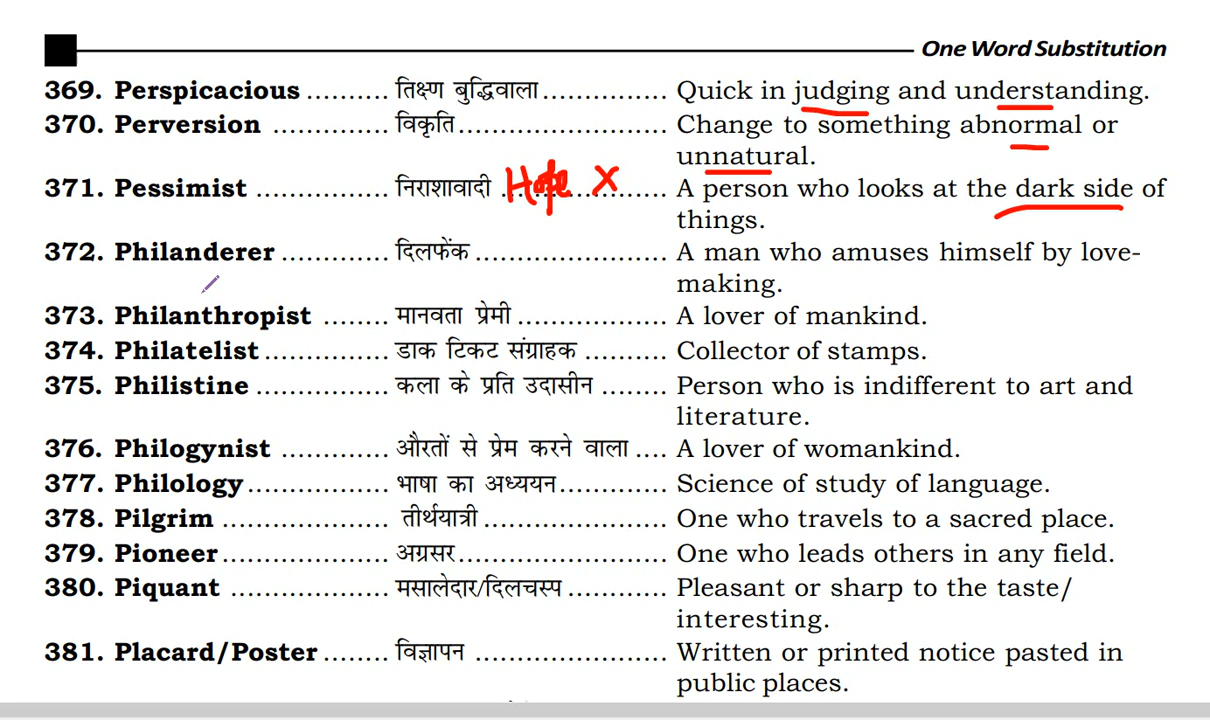 One Word Substitution
369. Perspicacious .......... तिक्ष्ण बुद्धिवाला................ Quick in judging and understanding.
370. Perversion ............... विकृति........................... Change to something abnormal or
unnatural.
371. Pessimist ................. निराशावादी Hope X ........ A person who looks at the dark side of
things.
372. Philanderer ............. दिलफेंक ......................... A man who amuses himself by love-
making.
373. Philanthropist ........ मानवता प्रेमी ................... A lover of mankind.
374. Philatelist ............... डाक टिकट संग्राहक .......... Collector of stamps.
375. Philistine ................ कला के प्रति उदासीन ........ Person who is indifferent to art and
literature.
376. Philogynist ............. औरतों से प्रेम करने वाला .... A lover of womankind.
377. Philology................. भाषा का अध्ययन.............. Science of study of language.
378. Pilgrim .................... तीर्थयात्री ........................ One who travels to a sacred place.
379. Pioneer .................... अग्रसर........................... One who leads others in any field.
380. Piquant ................... मसालेदार/दिलचस्प ............ Pleasant or sharp to the taste/
interesting.
381. Placard/Poster ........ विज्ञापन ......................... Written or printed notice pasted in
public places.